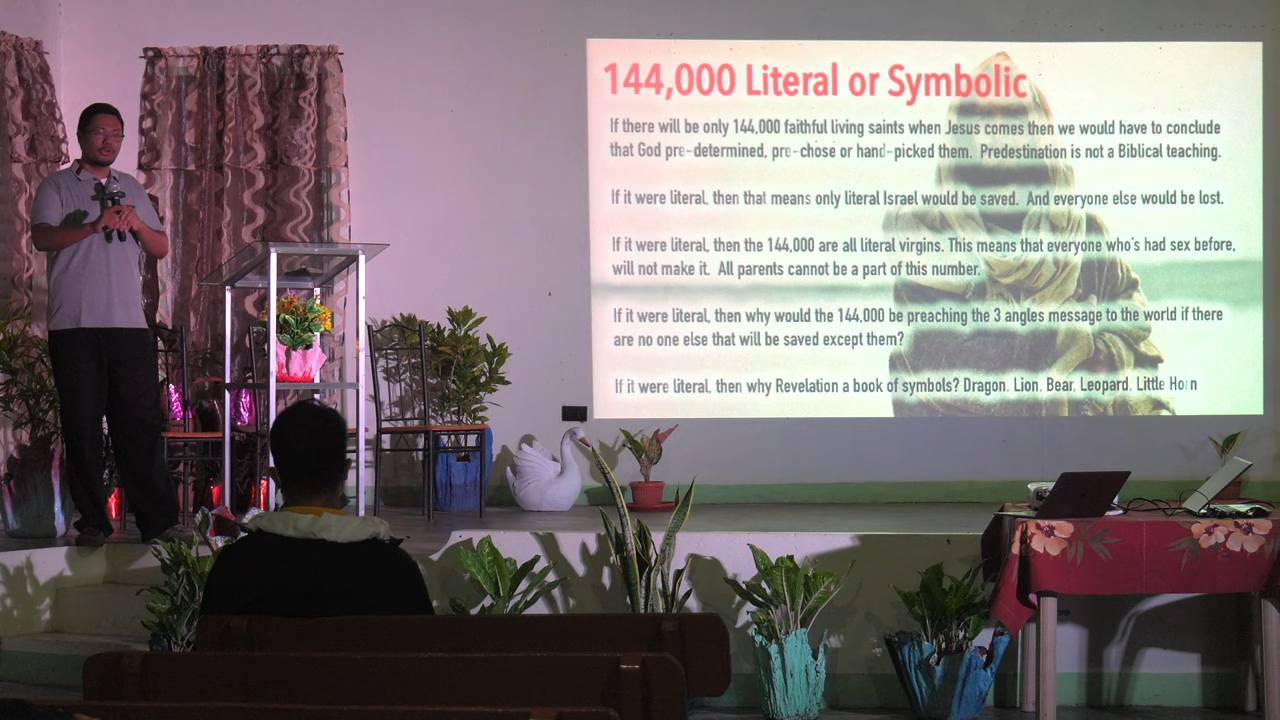 144,000 Literal or Symbolic
If there will be only 144,000 faithful living saints when Jesus comes then we would have to conclude
that God pre-determined, pre-chose or hand-picked them. Predestination is not a Biblical teaching.
If it were literal, then that means only literal Israel would be saved. And everyone else would be lost.
If it were literal, then the 144,000 are all literal virgins. This means that everyone who's had sex before,
will not make it. All parents cannot be a part of this number.
If it were literal, then why would the 144,000 be preaching the 3 angles message to the world if there
are no one else that will be saved except them?
If it were literal, then why Revelation a book of symbols? Dragon, Lion, Bear, Leopard, Little Horn